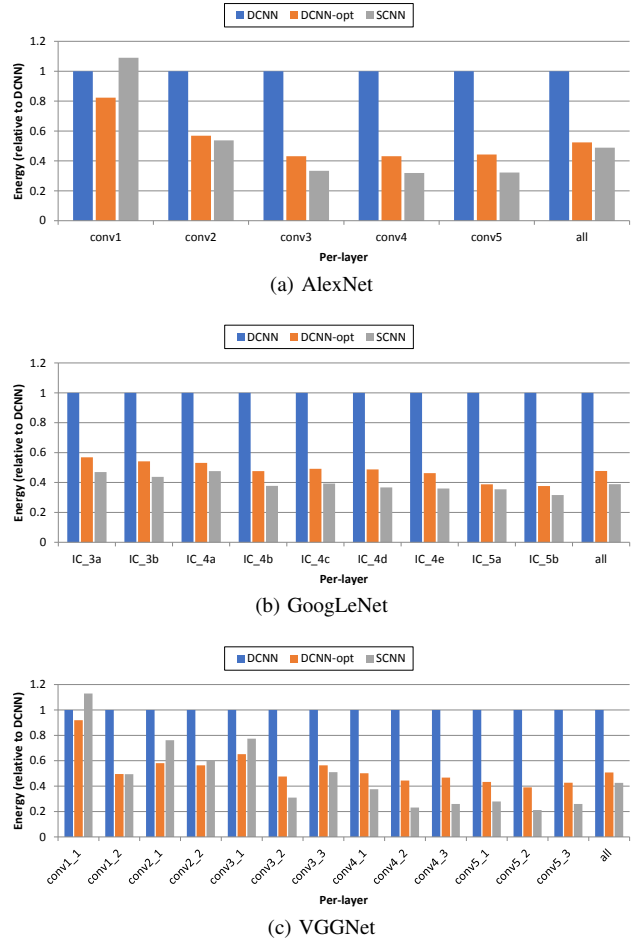 DCNN DCNN-opt SCNN
1.2
1
0.8
0.6
0.4
0.2
0
Energy (relative to DCNN)
conv1 conv2 conv3 conv4 conv5 all
Per-layer
(a) AlexNet
DCNN DCNN-opt SCNN
1.2
1
0.8
0.6
0.4
0.2
0
Energy (relative to DCNN)
IC_3a IC_3b IC_4a IC_4b IC_4c IC_4d IC_4e IC_5a IC_5b all
Per-layer
(b) GoogLeNet
DCNN DCNN-opt SCNN
1.2
1
0.8
0.6
0.4
0.2
0
Energy (relative to DCNN)
conv1_1 conv1_2 conv2_1 conv2_2 conv3_1 conv3_2 conv3_3 conv4_1 conv4_2 conv4_3 conv5_1 conv5_2 conv5_3 all
Per-layer
(c) VGGNet